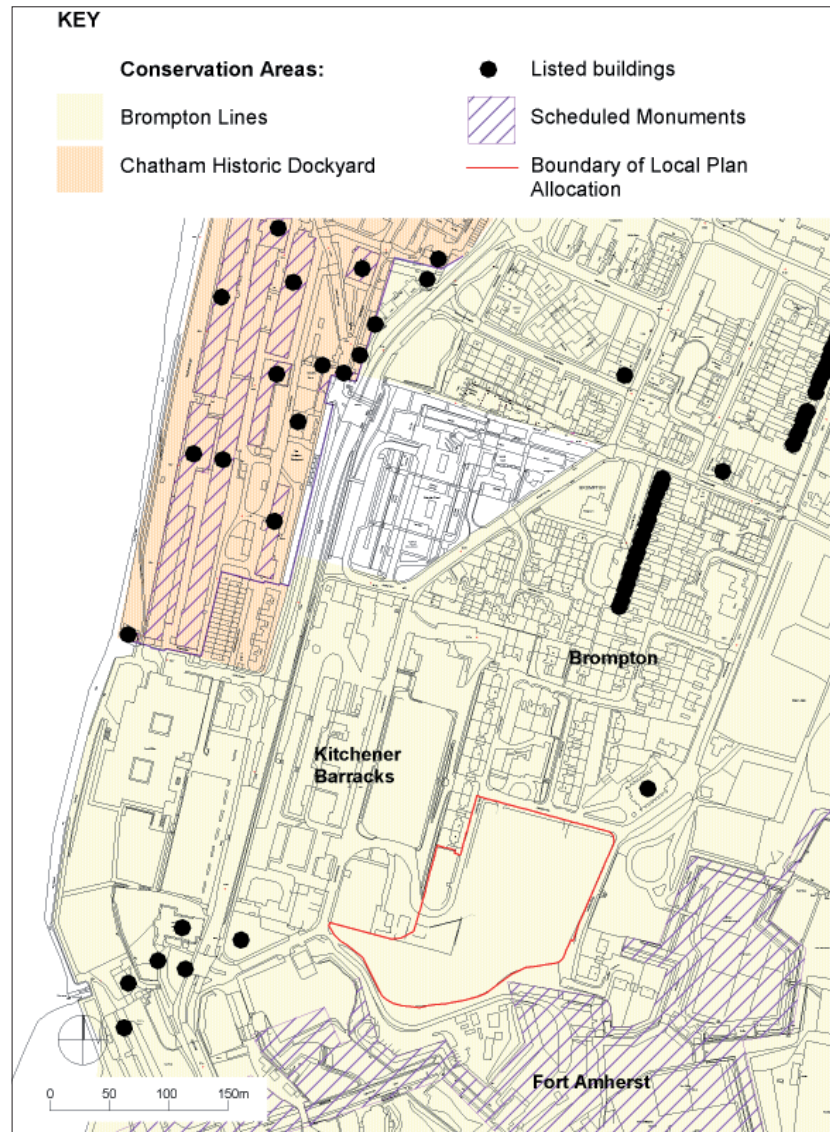 KEY
Conservation Areas:
Brompton Lines
Chatham Historic Dockyard
Listed buildings
Scheduled Monuments
Boundary of Local Plan
Allocation
Brompton
Kitchener
Barracks
Fort Amherst
0 50 100 150m